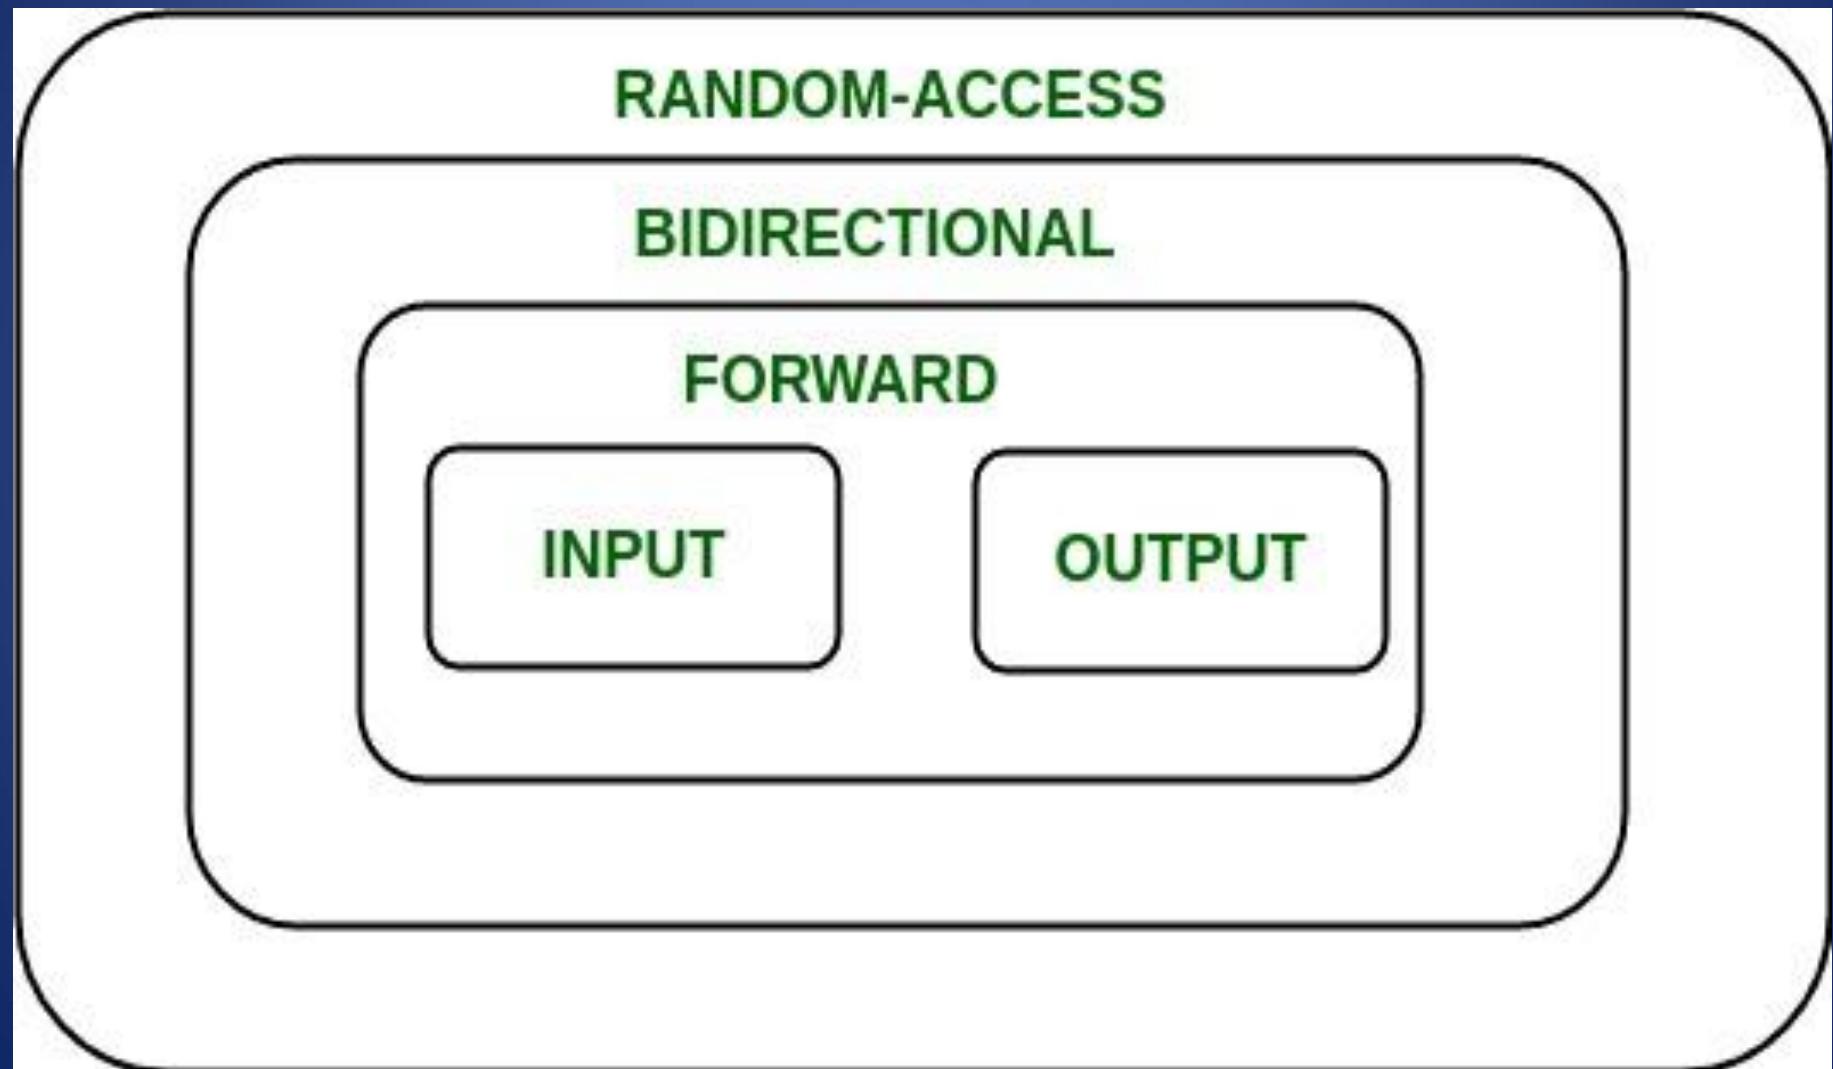 RANDOM-ACCESS
BIDIRECTIONAL
FORWARD
INPUT
OUTPUT